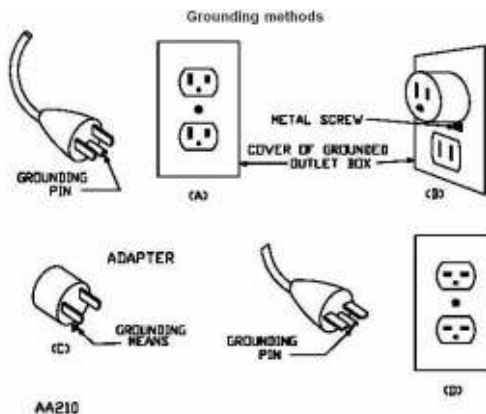 Grounding methods
GROUNDING
PIN
(A)
METAL SCREW
COVER OF GROUNDED
OUTLET BOX
(B)
ADAPTER
(C)
GROUNDING
MEANS
GROUNDING
PIN
(D)
AA210